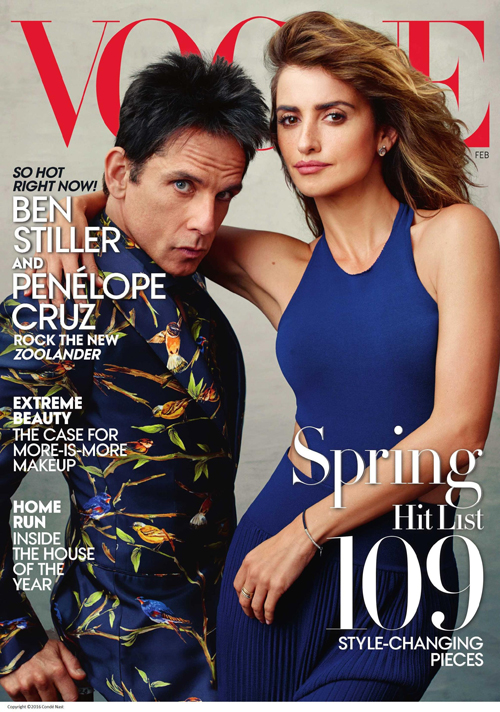 VOGUE
FEB
SO HOT
RIGHT NOW!
BEN
STILLER
AND
PENÉLOPE
CRUZ
ROCK THE NEW
ZOOLANDER
EXTREME
BEAUTY
THE CASE FOR
MORE-IS-MORE
MAKEUP
HOME
RUN
INSIDE
THE HOUSE
OF THE
YEAR
Spring
Hit List
109
STYLE-CHANGING
PIECES
Copyright ©2016 Condé Nast